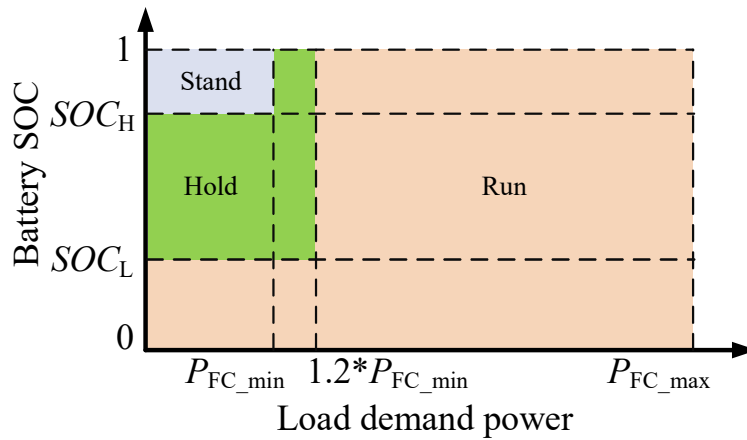 1
Stand
SOC_H
Battery SOC
Hold
Run
SOC_L
0
P_FC_min
1.2*P_FC_min
P_FC_max
Load demand power